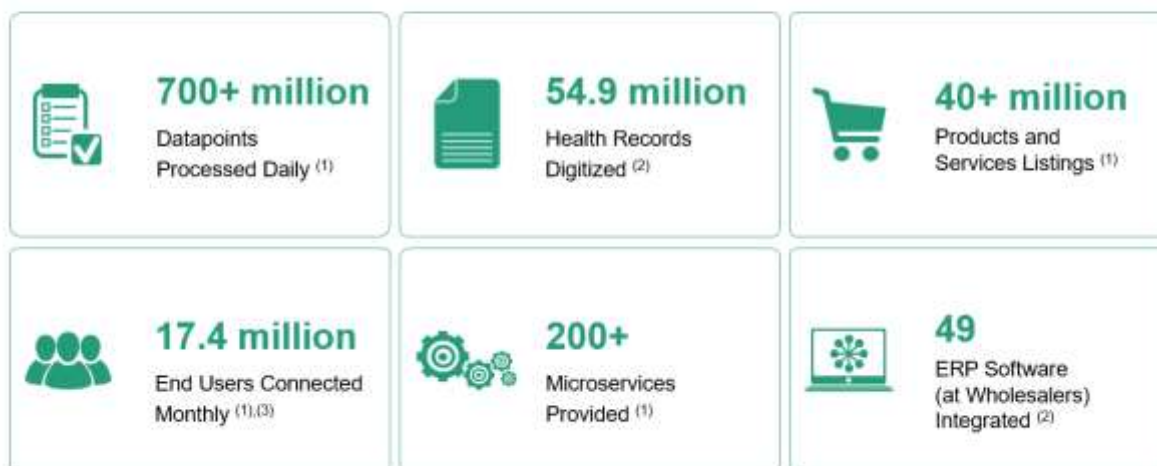 700+ million
Datapoints
Processed Daily (1)
54.9 million
Health Records
Digitized (2)
40+ million
Products and
Services Listings (1)
17.4 million
End Users Connected
Monthly (1),(3)
200+
Microservices
Provided (1)
49
ERP Software
(at Wholesalers)
Integrated (2)